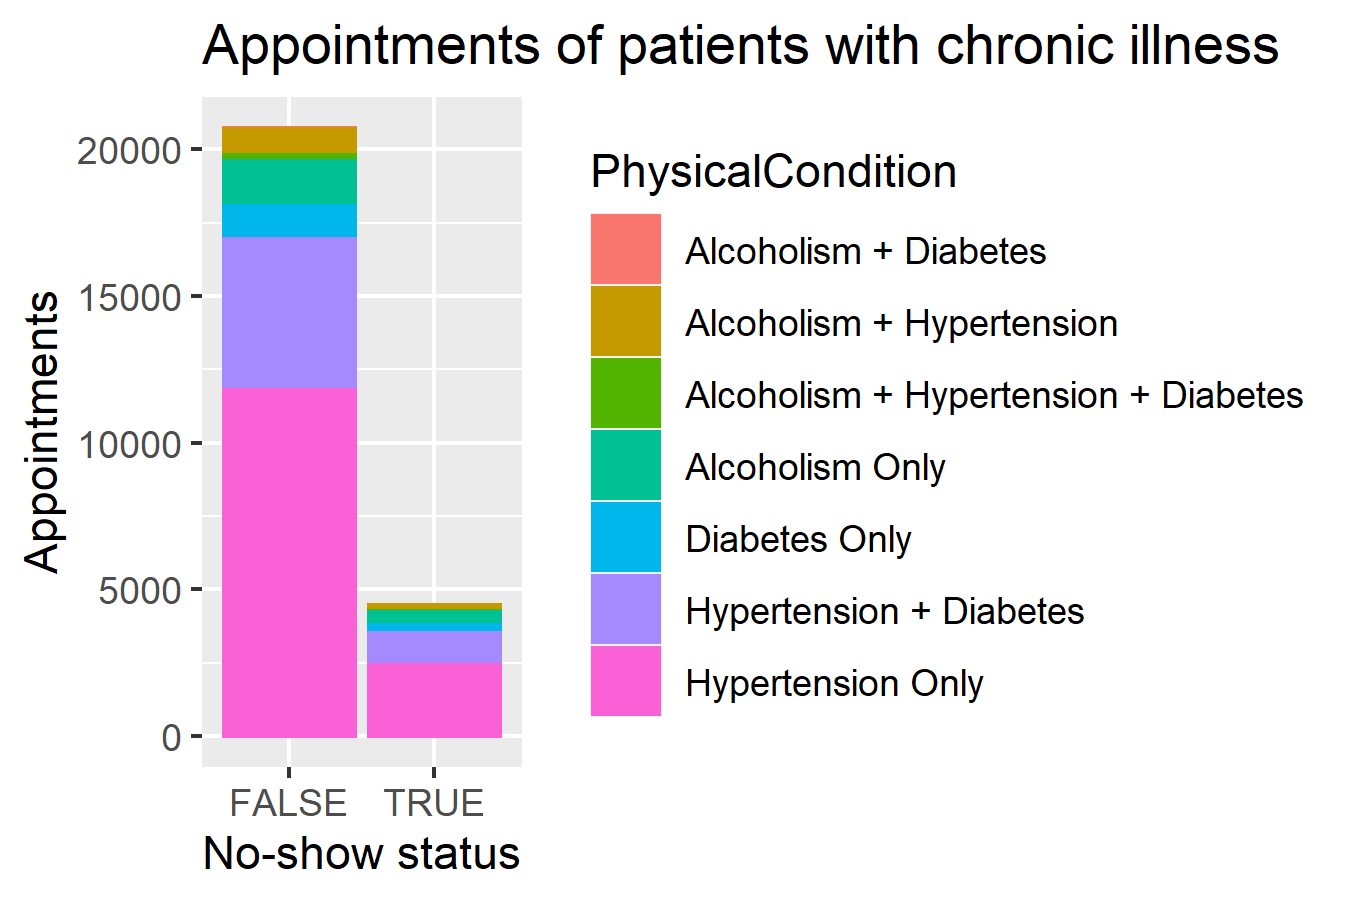 Appointments of patients with chronic illness
Appointments
20000
15000
10000
5000
0
FALSE TRUE
No-show status
PhysicalCondition
Alcoholism + Diabetes
Alcoholism + Hypertension
Alcoholism + Hypertension + Diabetes
Alcoholism Only
Diabetes Only
Hypertension + Diabetes
Hypertension Only